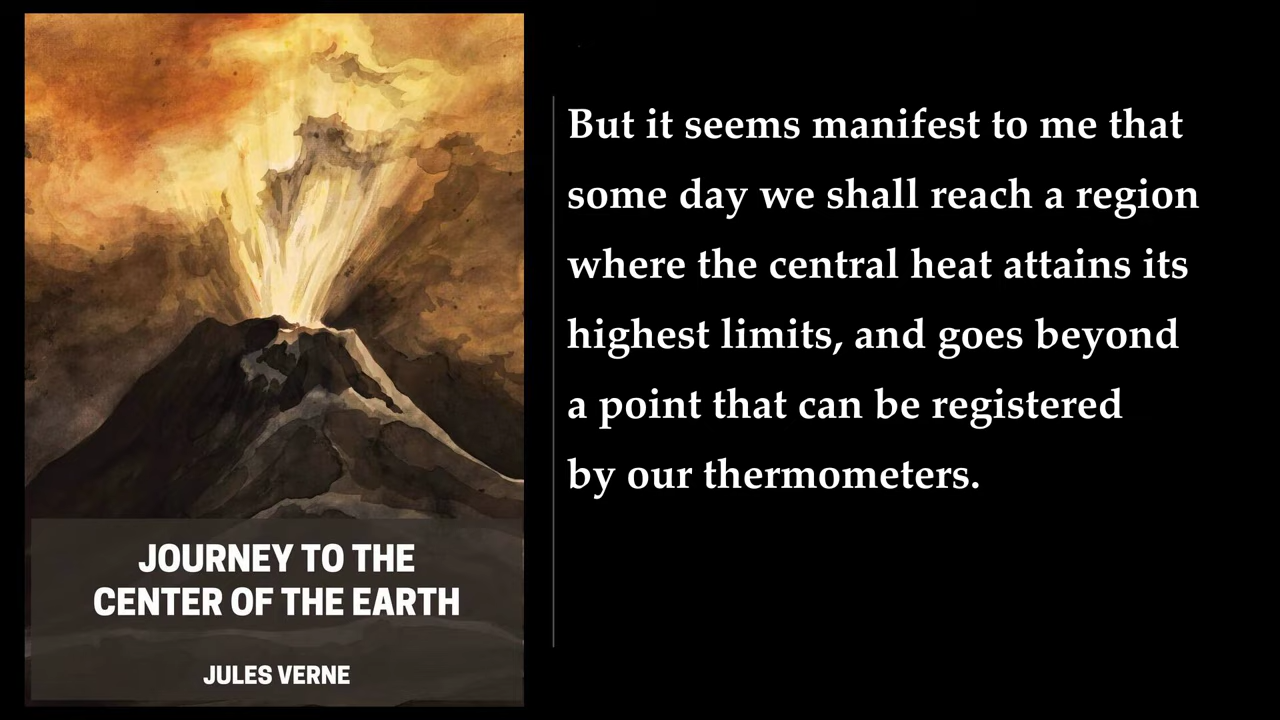 But it seems manifest to me that
some day we shall reach a region
where the central heat attains its
highest limits, and goes beyond
a point that can be registered
by our thermometers.
JOURNEY TO THE
CENTER OF THE EARTH
JULES VERNE